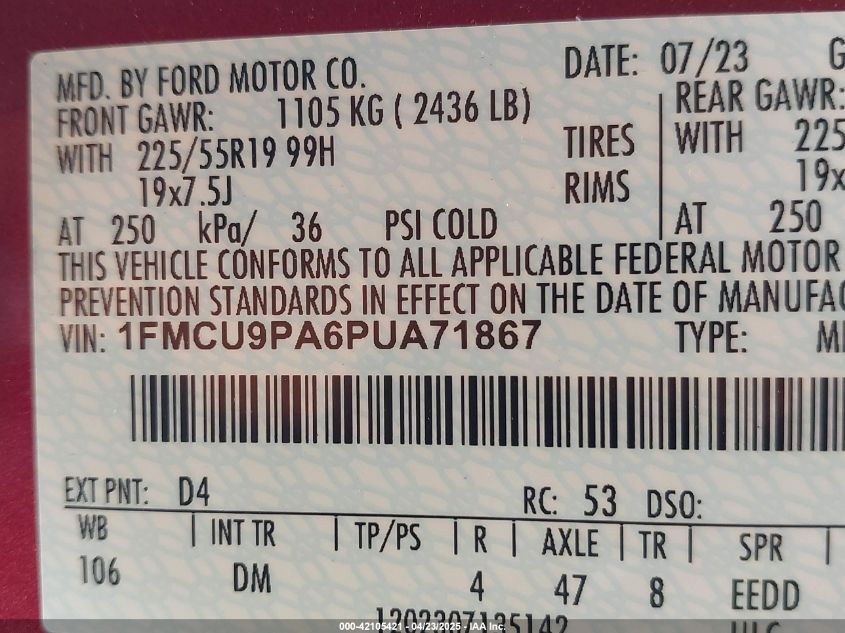 MFD. BY FORD MOTOR CO. DATE: 07/23
FRONT GAWR: 1105 KG ( 2436 LB) REAR GAWR:
WITH 225/55R19 99H TIRES WITH 225
19x7.5J RIMS 19x
AT 250 kPa/ 36 PSI COLD AT 250
THIS VEHICLE CONFORMS TO ALL APPLICABLE FEDERAL MOTOR
PREVENTION STANDARDS IN EFFECT ON THE DATE OF MANUFAC
VIN: 1FMCU9PA6PUA71867 TYPE:
EXT PNT: D4 RC: 53 DSO:
WB INT TR TP/PS R AXLE TR SPR
106 DM 4 47 8 EEDD
000-42105421 - 04/23/2025 - IAA Inc.